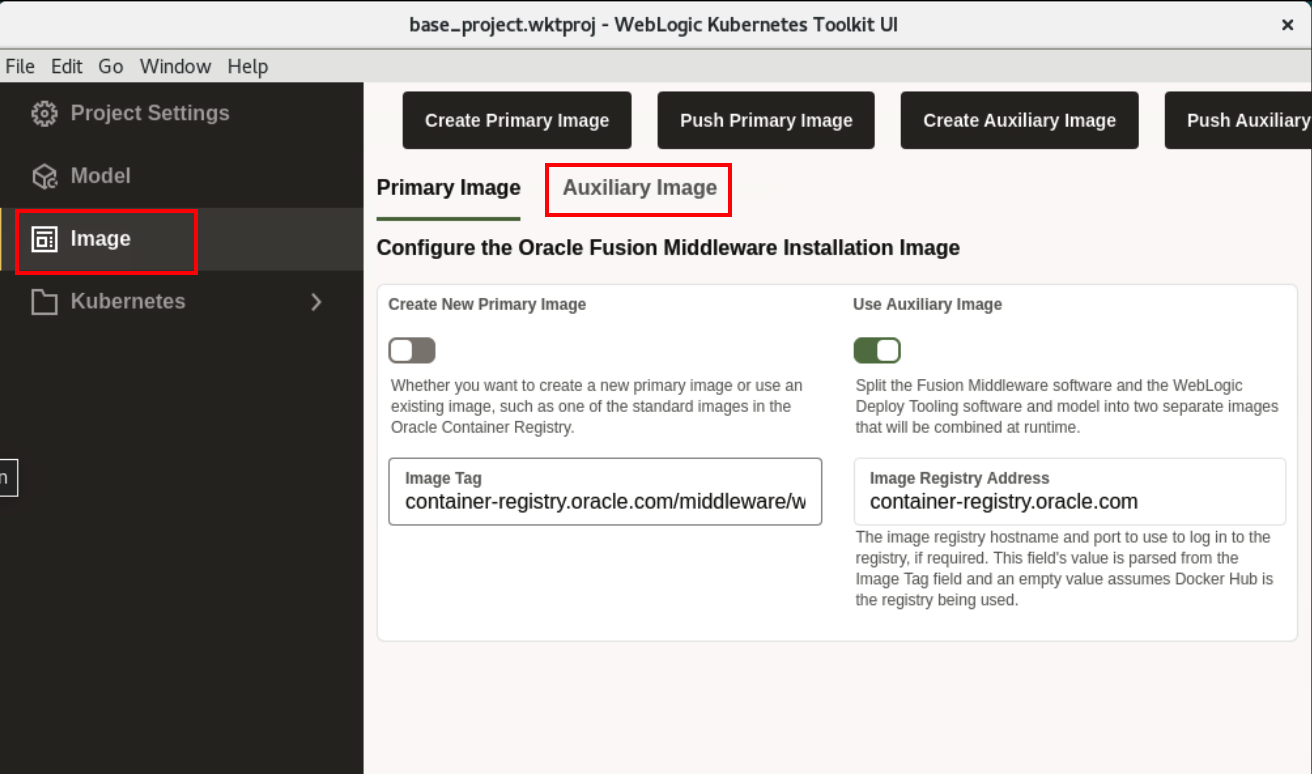 base_project.wktproj - WebLogic Kubernetes Toolkit UI
File Edit Go Window Help
Project Settings
Model
Image
Kubernetes
n
Create Primary Image
Push Primary Image
Create Auxiliary Image
Push Auxiliary
Primary Image
Auxiliary Image
Configure the Oracle Fusion Middleware Installation Image
Create New Primary Image
Whether you want to create a new primary image or use an
existing image, such as one of the standard images in the
Oracle Container Registry.
Use Auxiliary Image
Split the Fusion Middleware software and the WebLogic
Deploy Tooling software and model into two separate images
that will be combined at runtime.
Image Tag
container-registry.oracle.com/middleware/w
Image Registry Address
container-registry.oracle.com
The image registry hostname and port to use to log in to the
registry, if required. This field's value is parsed from the
Image Tag field and an empty value assumes Docker Hub is
the registry being used.